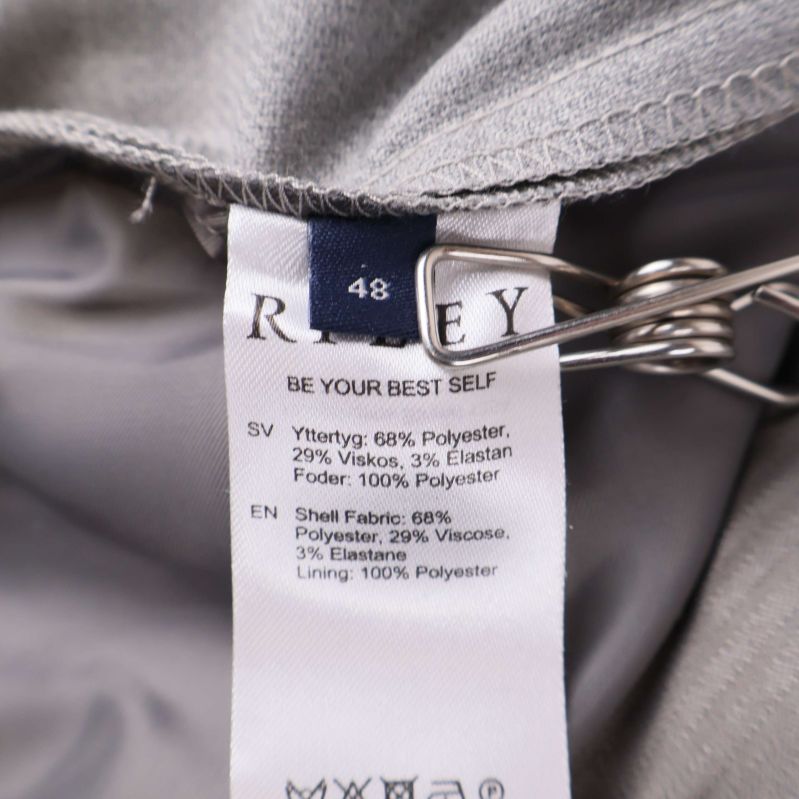 48
RILEY
BE YOUR BEST SELF
SV Yttertyg: 68% Polyester,
29% Viskos, 3% Elastan
Foder: 100% Polyester
EN Shell Fabric: 68%
Polyester, 29% Viscose,
3% Elastane
Lining: 100% Polyester
P